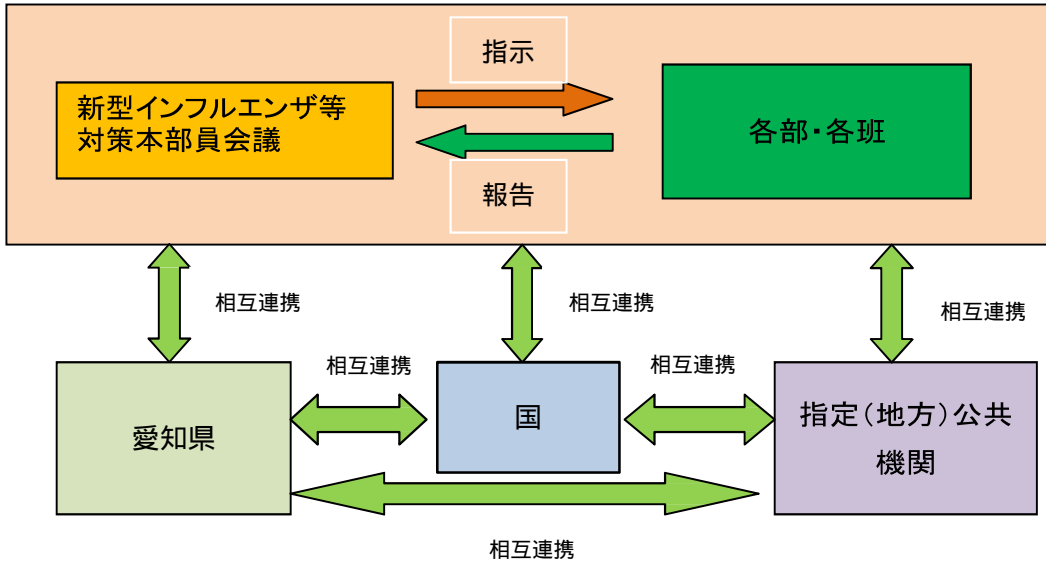 指示
新型インフルエンザ等
対策本部員会議
各部・各班
報告
相互連携
相互連携
相互連携
相互連携
相互連携
愛知県
国
指定(地方)公共
機関
相互連携